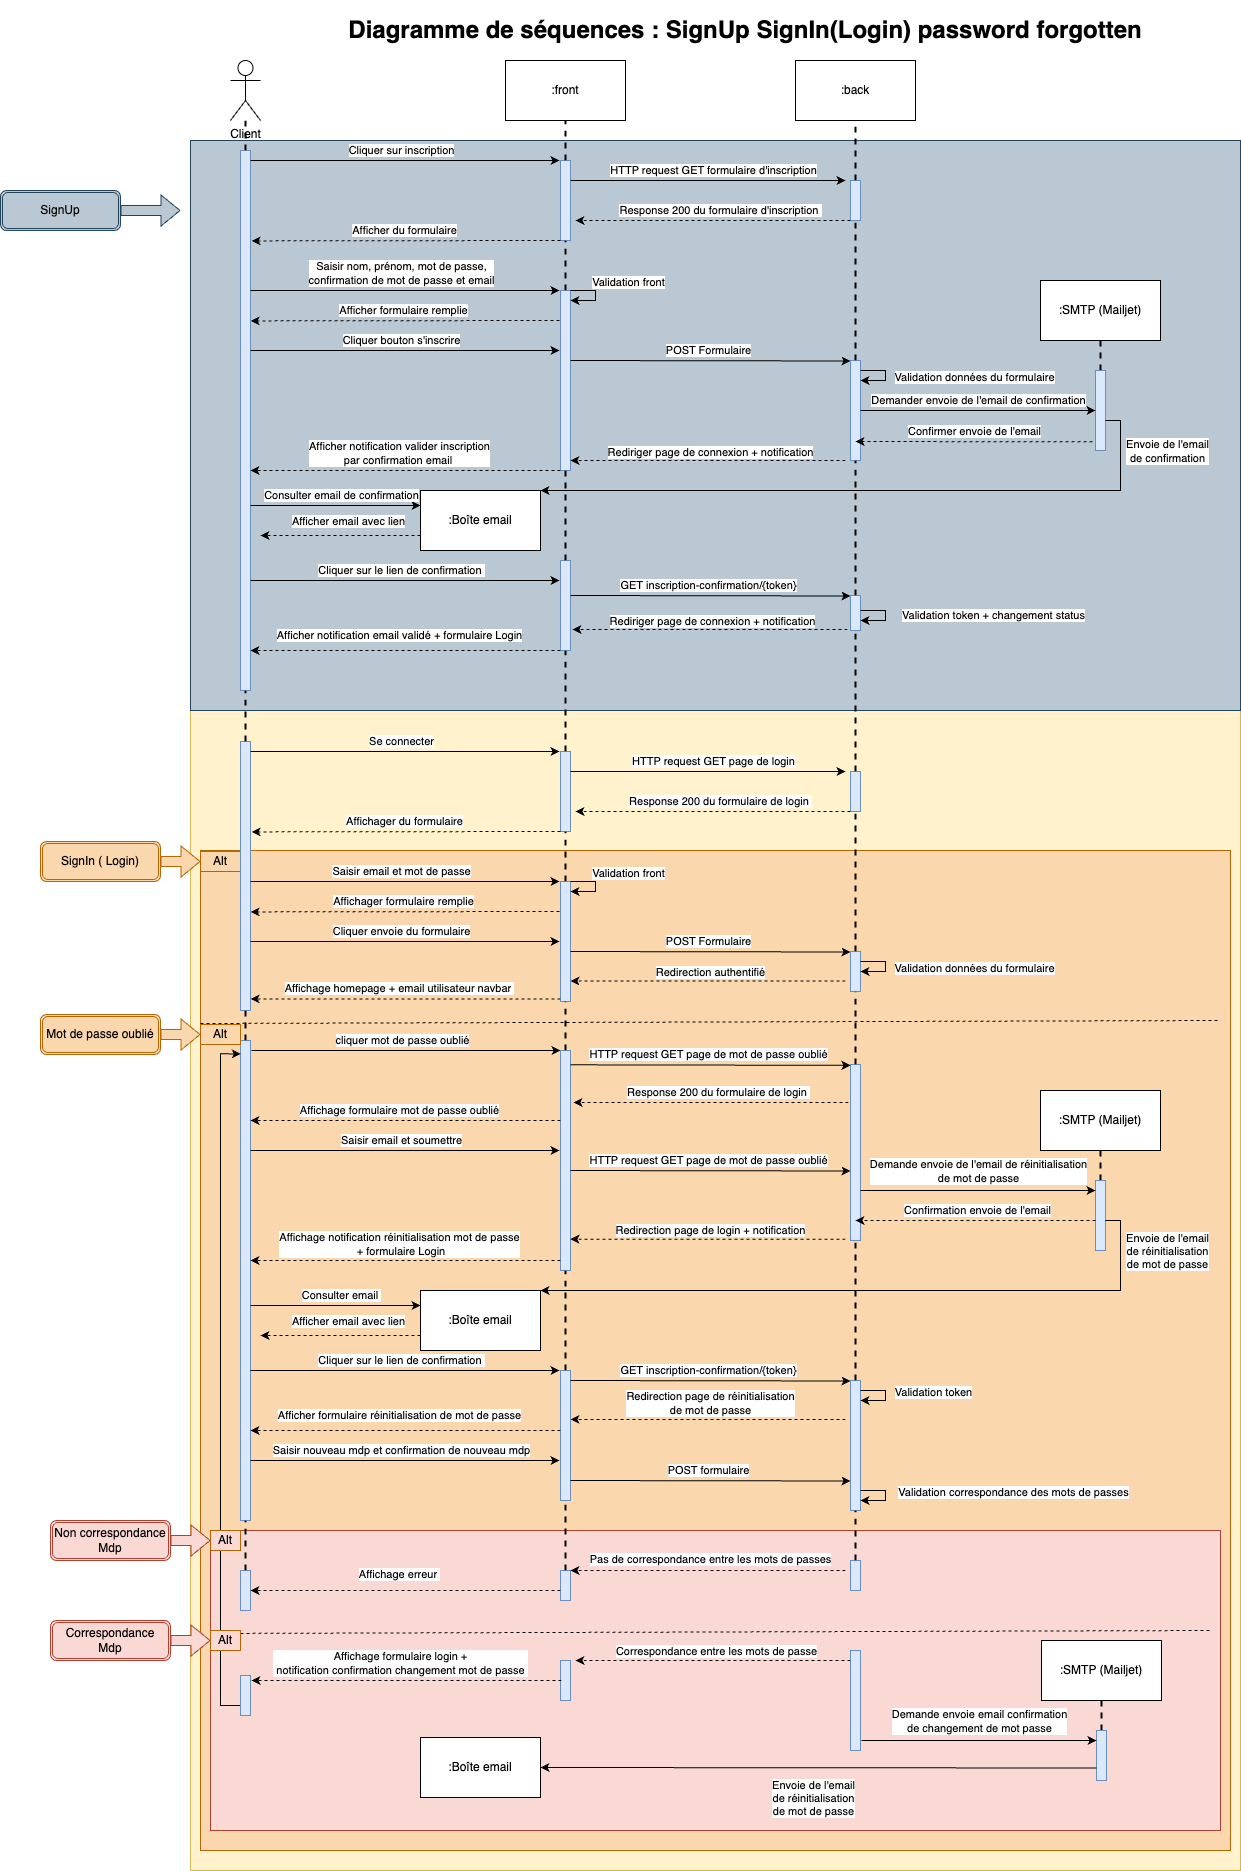 Diagramme de séquences : SignUp SignIn(Login) password forgotten
:front
:back
Client
Cliquer sur inscription
HTTP request GET formulaire d'inscription
SignUp
Response 200 du formulaire d'inscription
Afficher du formulaire
Saisir nom, prénom, mot de passe,
confirmation de mot de passe et email
Validation front
:SMTP (Mailjet)
Afficher formulaire remplie
Cliquer bouton s'inscrire
POST Formulaire
Validation données du formulaire
Demander envoie de l'email de confirmation
Confirmer envoie de l'email
Envoie de l'email
de confirmation
Afficher notification valider inscription
par confirmation email
Rediriger page de connexion + notification
Consulter email de confirmation
:Boîte email
Afficher email avec lien
Cliquer sur le lien de confirmation
GET inscription-confirmation/{token}
Validation token + changement status
Rediriger page de connexion + notification
Afficher notification email validé + formulaire Login
Se connecter
HTTP request GET page de login
Response 200 du formulaire de login
Affichager du formulaire
SignIn ( Login)
Alt
Saisir email et mot de passe
Validation front
Affichager formulaire remplie
Cliquer envoie du formulaire
POST Formulaire
Validation données du formulaire
Redirection authentifié
Affichage homepage + email utilisateur navbar
Mot de passe oublié
Alt
cliquer mot de passe oublié
HTTP request GET page de mot de passe oublié
Response 200 du formulaire de login
Affichage formulaire mot de passe oublié
:SMTP (Mailjet)
Saisir email et soumettre
HTTP request GET page de mot de passe oublié
Demande envoie de l'email de réinitialisation
de mot de passe
Confirmation envoie de l'email
Redirection page de login + notification
Affichage notification réinitialisation mot de passe
+ formulaire Login
Envoie de l'email
de réinitialisation
de mot de passe
Consulter email
:Boîte email
Afficher email avec lien
Cliquer sur le lien de confirmation
GET inscription-confirmation/{token}
Validation token
Redirection page de réinitialisation
de mot de passe
Afficher formulaire réinitialisation de mot de passe
Saisir nouveau mdp et confirmation de nouveau mdp
POST formulaire
Validation correspondance des mots de passes
Non correspondance
Mdp
Alt
Pas de correspondance entre les mots de passes
Affichage erreur
Correspondance
Mdp
Alt
Correspondance entre les mots de passe
Affichage formulaire login +
notification confirmation changement mot de passe
:SMTP (Mailjet)
Demande envoie email confirmation
de changement de mot passe
:Boîte email
Envoie de l'email
de réinitialisation
de mot de passe